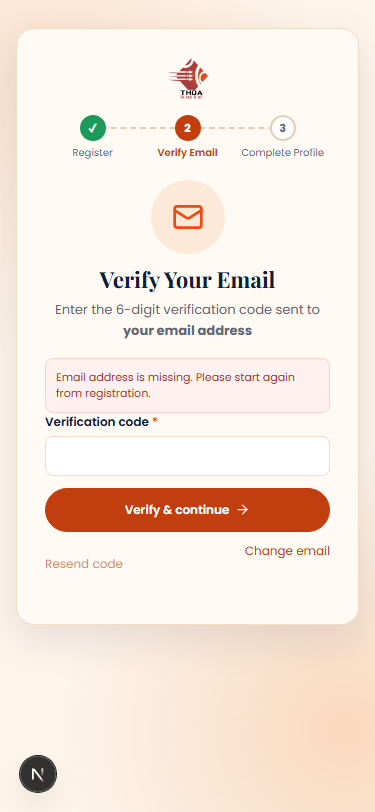 THOA
✓
2
3
Register
Verify Email
Complete Profile
Verify Your Email
Enter the 6-digit verification code sent to
your email address
Email address is missing. Please start again
from registration.
Verification code *
Verify & continue →
Change email
Resend code
N